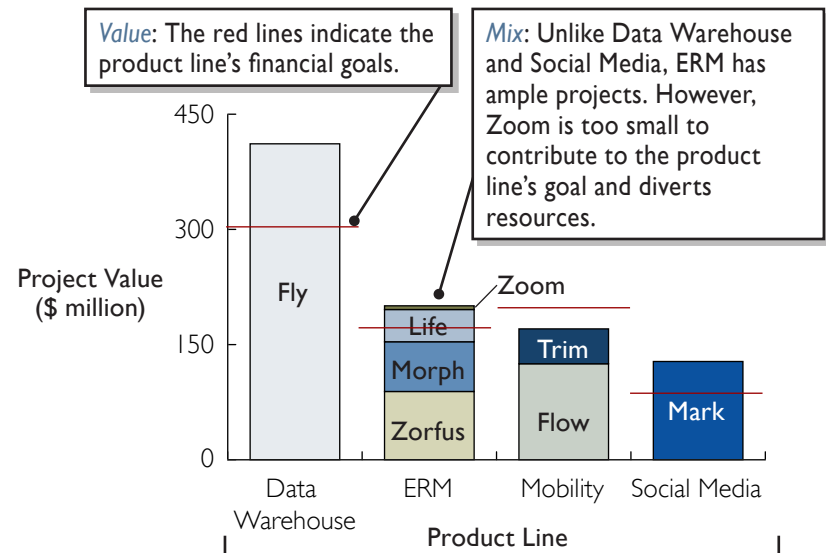 Value: The red lines indicate the
product line's financial goals.
Mix: Unlike Data Warehouse
and Social Media, ERM has
ample projects. However,
Zoom is too small to
contribute to the product
line's goal and diverts
resources.
Project Value
($ million)
450
300
150
0
Fly
Zoom
Life
Morph
Zorfus
Trim
Flow
Mark
Data
Warehouse
ERM
Mobility
Social Media
Product Line